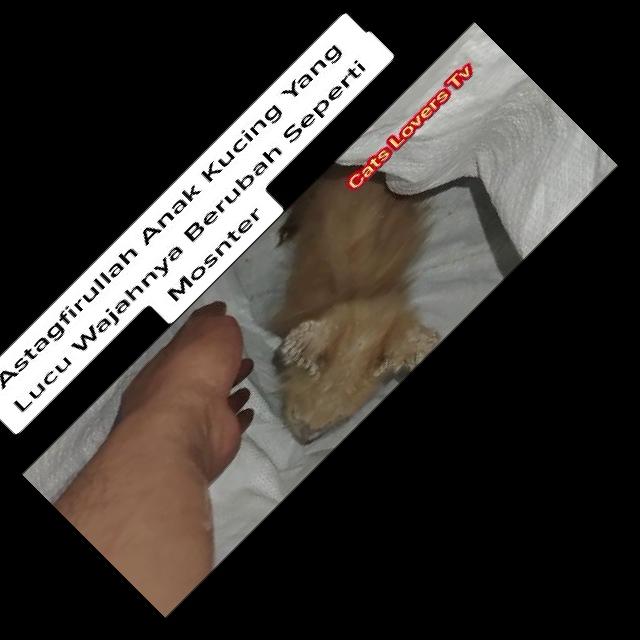 Astagfirullah Anak Kucing Yang
Lucu Wajahnya Berubah Seperti
Mosnter
Cats Lovers Tv